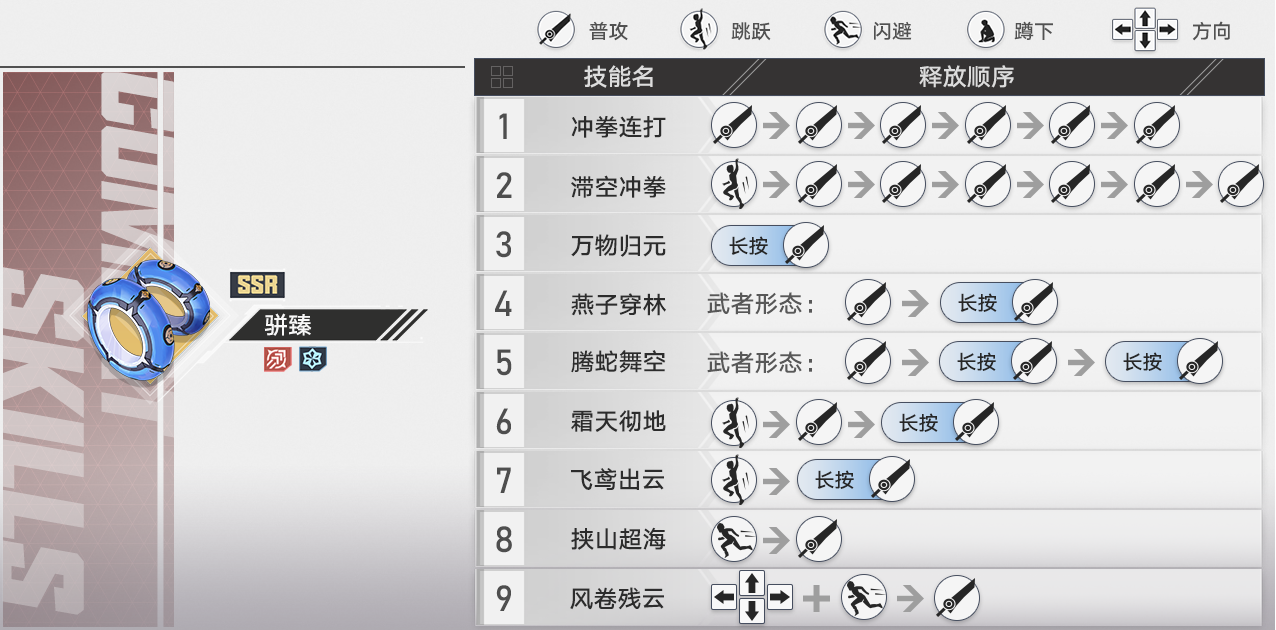 普攻 跳跃 闪避 蹲下 方向
技能名 释放顺序
COMBAT
SKILLS
SSR
骈臻
1 冲拳连打
2 滞空冲拳
3 万物归元 长按
4 燕子穿林 武者形态： 长按
5 腾蛇舞空 武者形态： 长按 长按
6 霜天彻地 长按
7 飞鸢出云 长按
8 挟山超海
9 风卷残云